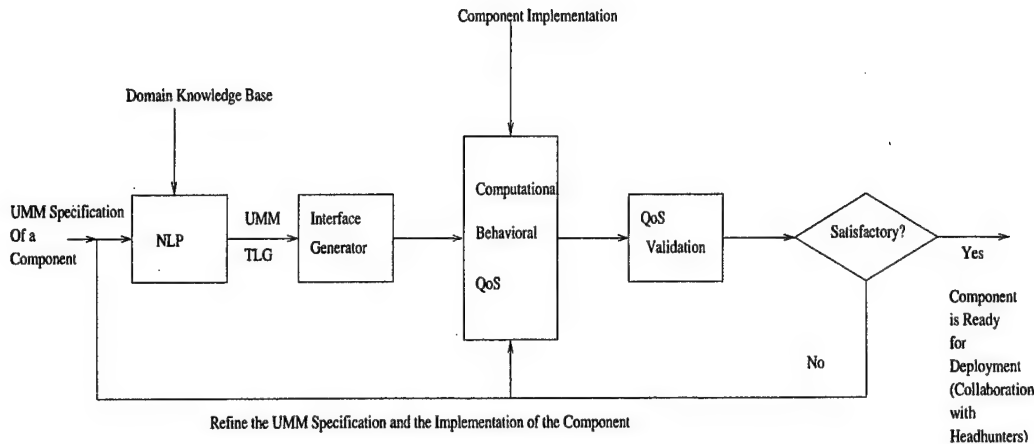 Component Implementation
Domain Knowledge Base
UMM Specification
Of a
Component
NLP
UMM
TLG
Interface
Generator
Computational
Behavioral
QoS
QoS
Validation
Satisfactory?
Yes
No
Component
is Ready
for
Deployment
(Collaboration
with
Headhunters)
Refine the UMM Specification and the Implementation of the Component